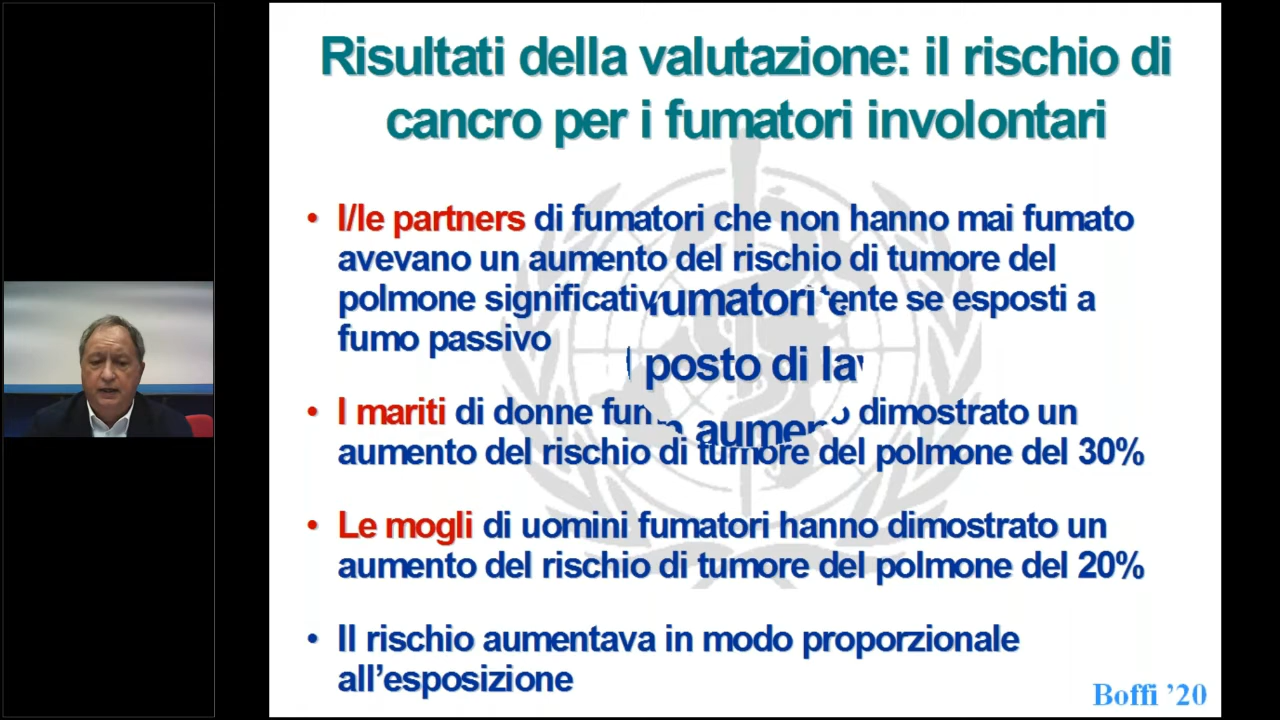 Risultati della valutazione: il rischio di
cancro per i fumatori involontari
• I/le partners di fumatori che non hanno mai fumato
avevano un aumento del rischio di tumore del
polmone se esposti a
fumo passivo
umatori
posto di
• I mariti di donne dimostrato un
aumento del rischio di tumore del polmone del 30%
• Le mogli di uomini fumatori hanno dimostrato un
aumento del rischio di tumore del polmone del 20%
• Il rischio aumentava in modo proporzionale
all’esposizione
Boffi ’20